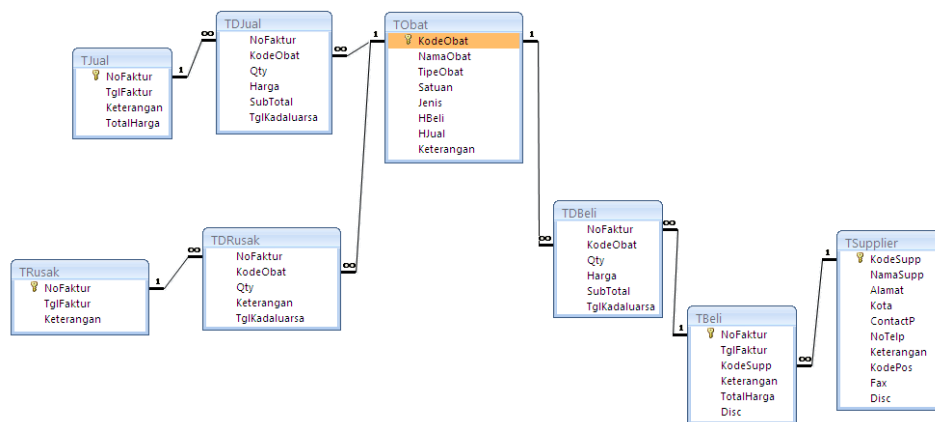 TJual
NoFaktur
TglFaktur
Keterangan
TotalHarga
TDJual
NoFaktur
KodeObat
Qty
Harga
SubTotal
TglKadaluarsa
TObat
KodeObat
NamaObat
TipeObat
Satuan
Jenis
HBeli
HJual
Keterangan
TRusak
NoFaktur
TglFaktur
Keterangan
TDRusak
NoFaktur
KodeObat
Qty
Keterangan
TglKadaluarsa
TDBeli
NoFaktur
KodeObat
Qty
Harga
SubTotal
TglKadaluarsa
TBeli
NoFaktur
TglFaktur
KodeSupp
Keterangan
TotalHarga
Disc
TSupplier
KodeSupp
NamaSupp
Alamat
Kota
ContactP
NoTelp
Keterangan
KodePos
Fax
Disc
1
∞
∞
1
1
∞
1
∞
∞
∞
1
∞
1